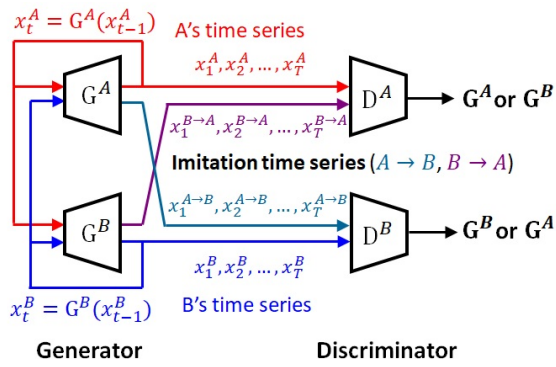 x_t^A = G^A(x_{t-1}^A)
A's time series
x_1^A, x_2^A, ..., x_T^A
G^A
D^A
G^A or G^B
x_1^{B→A}, x_2^{B→A}, ..., x_T^{B→A}
Imitation time series (A → B, B → A)
x_1^{A→B}, x_2^{A→B}, ..., x_T^{A→B}
G^B
D^B
G^B or G^A
x_1^B, x_2^B, ..., x_T^B
x_t^B = G^B(x_{t-1}^B)
B's time series
Generator
Discriminator